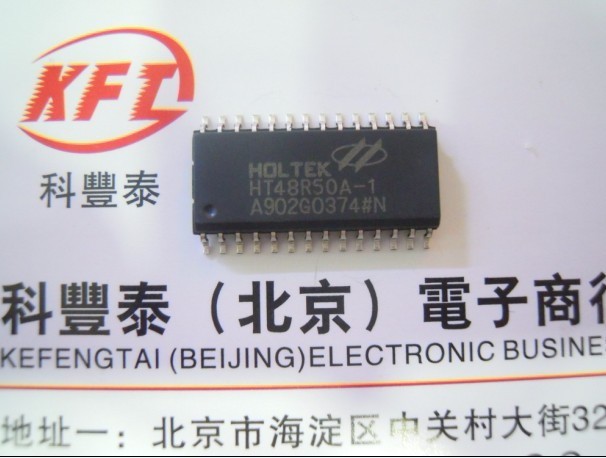 KFT
科豐泰
HOLTEK
HT48R50A-1
A902G0374#N
科豐泰（北京）電子商行
KEFENGTAI (BEIJING) ELECTRONIC BUSINE
地址一：北京市海淀区中关村大街32